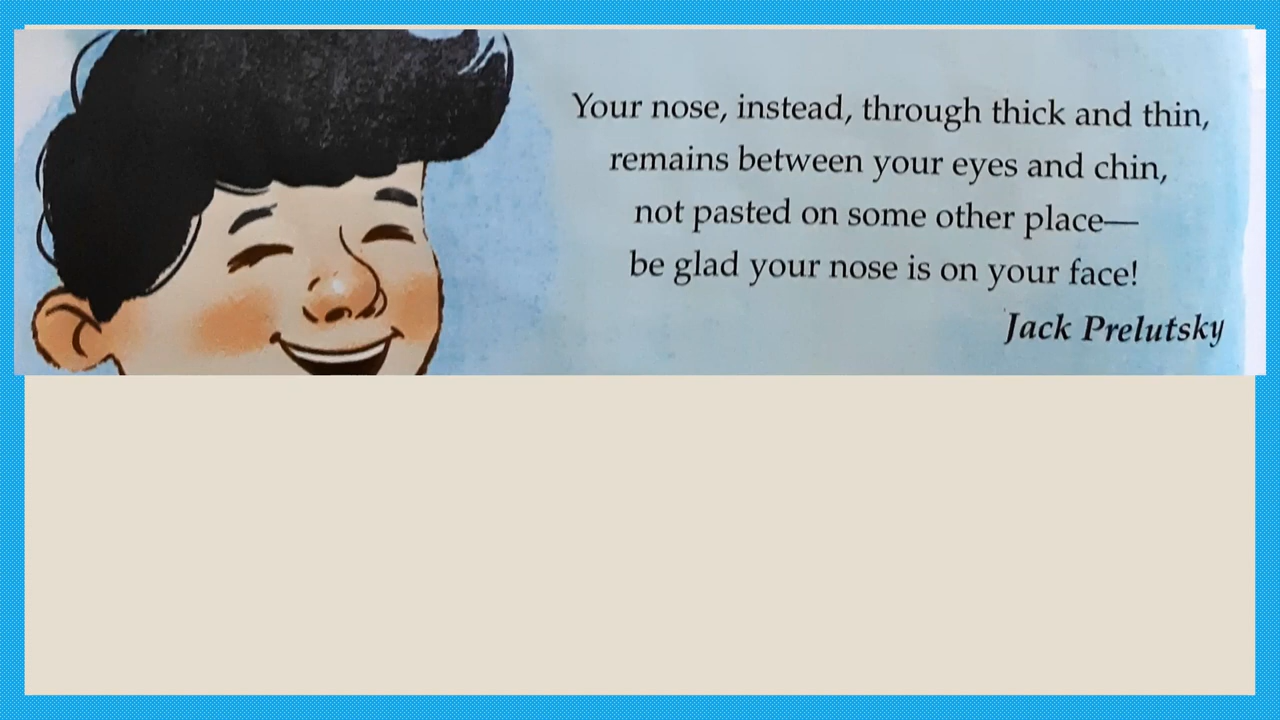 Your nose, instead, through thick and thin,
remains between your eyes and chin,
not pasted on some other place—
be glad your nose is on your face!
Jack Prelutsky